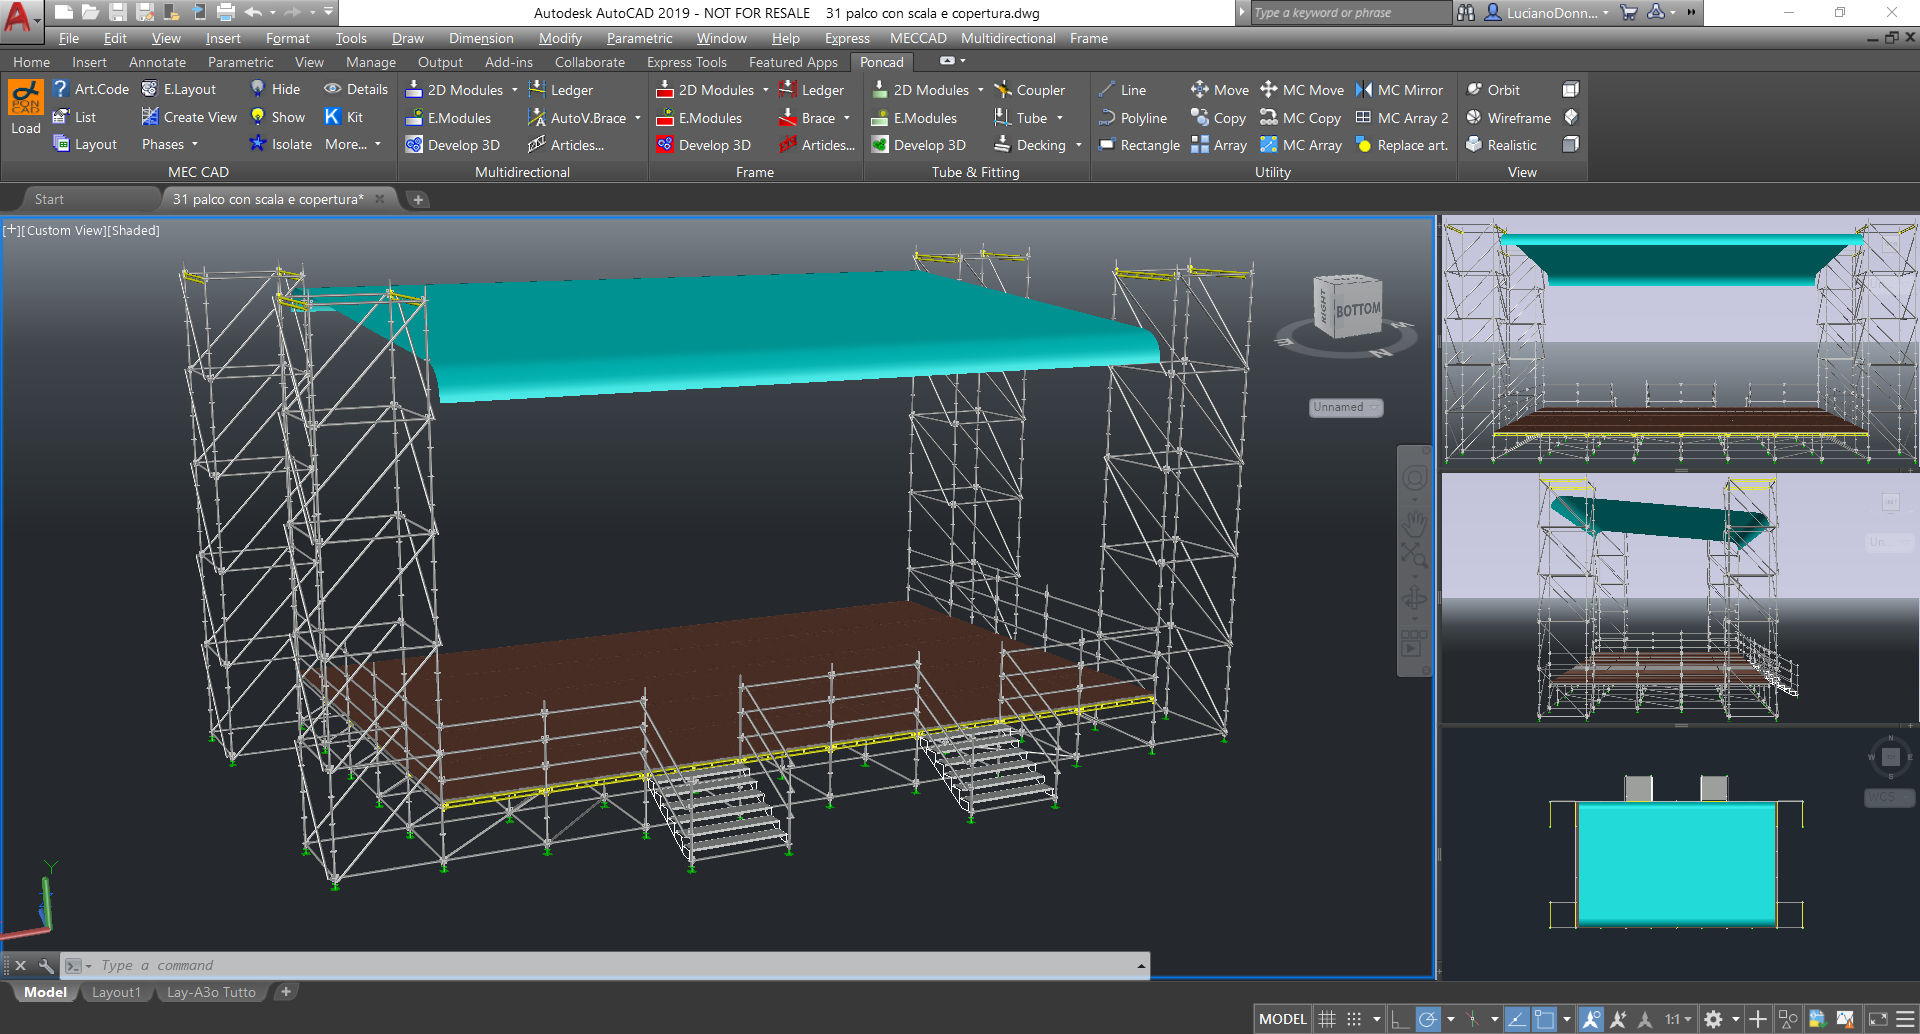 Autodesk AutoCAD 2019 - NOT FOR RESALE 31 palco con scala e copertura.dwg
Type a keyword or phrase
LucianoDonn...
File Edit View Insert Format Tools Draw Dimension Modify Parametric Window Help Express MECCAD Multidirectional Frame
Home Insert Annotate Parametric View Manage Output Add-ins Collaborate Express Tools Featured Apps Poncad
PON CAD
Load
Art.Code E.Layout Hide Details
List Create View Show Kit
Layout Phases Isolate More...
MEC CAD
2D Modules Ledger
E.Modules AutoV.Brace
Develop 3D Articles...
Multidirectional
2D Modules Ledger
E.Modules Brace
Develop 3D Articles...
Frame
2D Modules Coupler
E.Modules Tube
Develop 3D Decking
Tube & Fitting
Line Move MC Move MC Mirror
Polyline Copy MC Copy MC Array 2
Rectangle Array MC Array Replace art.
Utility
Orbit
Wireframe
Realistic
View
Start
31 palco con scala e copertura*
[+][Custom View][Shaded]
RIGHT
BOTTOM
E
N
Unnamed
Un...
N
W
E
S
WCS
Y
Type a command
Model Layout1 Lay-A3o Tutto
MODEL
1:1